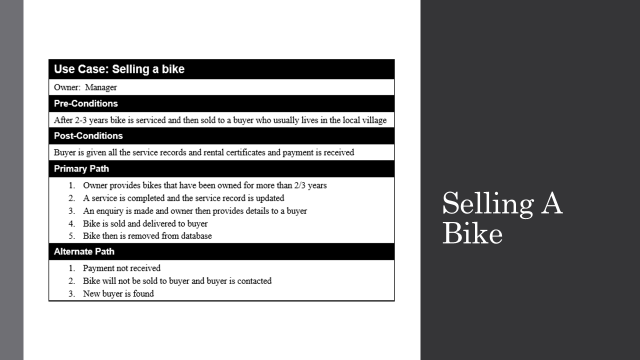 Use Case: Selling a bike
Owner: Manager
Pre-Conditions
After 2-3 years bike is serviced and then sold to a buyer who usually lives in the local village
Post-Conditions
Buyer is given all the service records and rental certificates and payment is received
Primary Path
1. Owner provides bikes that have been owned for more than 2/3 years
2. A service is completed and the service record is updated
3. An enquiry is made and owner then provides details to a buyer
4. Bike is sold and delivered to buyer
5. Bike then is removed from database
Alternate Path
1. Payment not received
2. Bike will not be sold to buyer and buyer is contacted
3. New buyer is found
Selling A
Bike